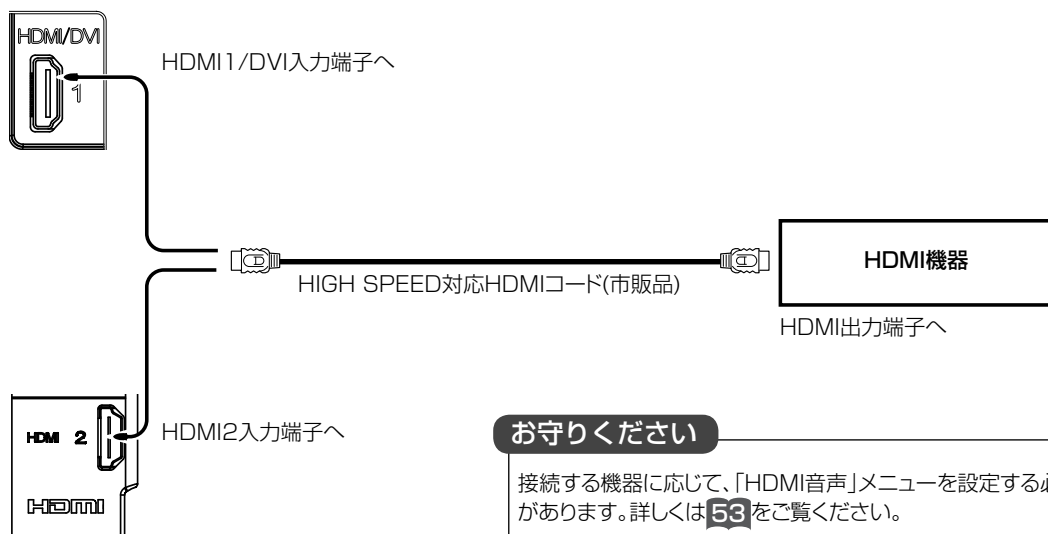 HDMI/DVI
1
HDMI1/DVI入力端子へ
HIGH SPEED対応HDMIコード(市販品)
HDMI機器
HDMI出力端子へ
HDMI 2
HDMI2入力端子へ
HDMI
お守りください
接続する機器に応じて、「HDMI音声」メニューを設定する必
があります。詳しくは53をご覧ください。